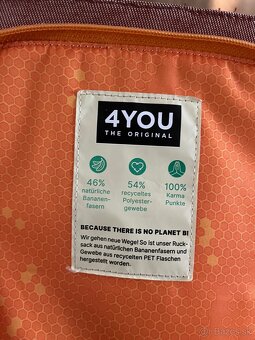 4YOU
THE ORIGINAL
46%
natürliche
Bananen-
fasern
54%
recyceltes
Polyester-
gewebe
100%
Karma
Punkte
BECAUSE THERE IS NO PLANET B!
Wir gehen neue Wege! So ist unser Ruck-
sack aus natürlichen Bananenfasern und
Gewebe aus recycelten PET Flaschen
hergestellt worden.